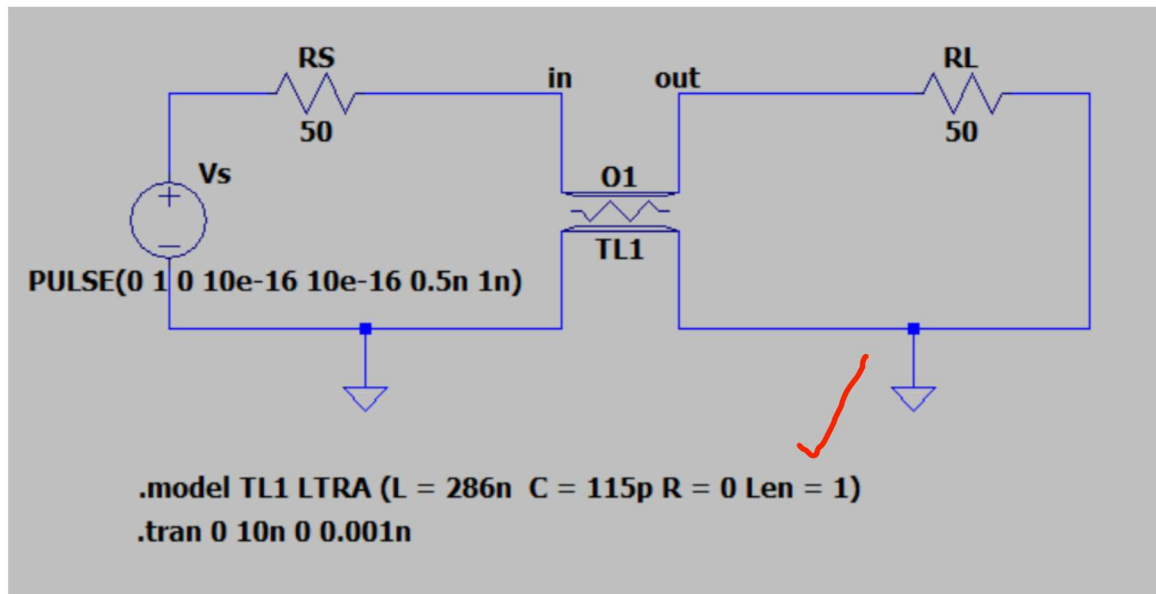 RS
in
out
RL
50
50
Vs
O1
TL1
PULSE(0 1 0 10e-16 10e-16 0.5n 1n)
.model TL1 LTRA (L = 286n C = 115p R = 0 Len = 1)
.tran 0 10n 0 0.001n